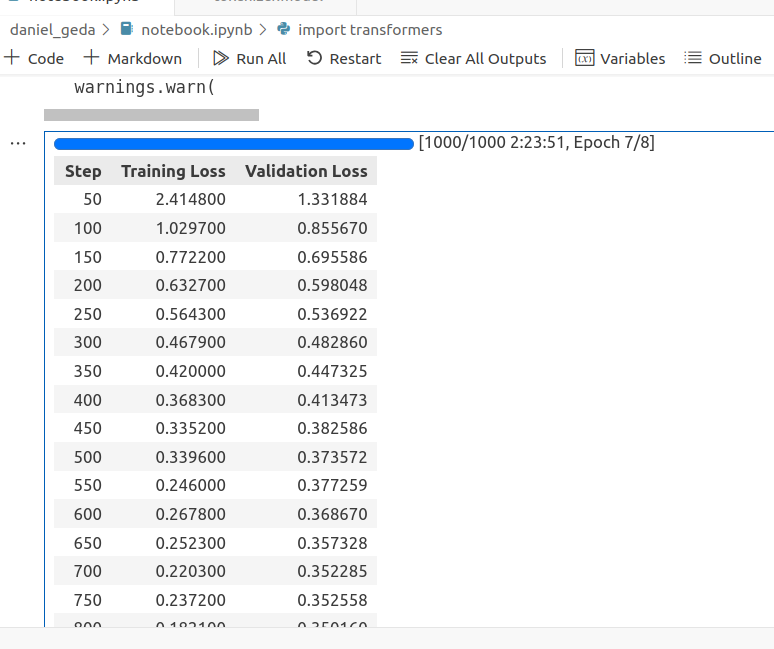 notebook.ipynb tokenizer.model
daniel_geda > notebook.ipynb > import transformers
+ Code + Markdown Run All Restart Clear All Outputs Variables Outline
warnings.warn(
... [1000/1000 2:23:51, Epoch 7/8]
Step Training Loss Validation Loss
50 2.414800 1.331884
100 1.029700 0.855670
150 0.772200 0.695586
200 0.632700 0.598048
250 0.564300 0.536922
300 0.467900 0.482860
350 0.420000 0.447325
400 0.368300 0.413473
450 0.335200 0.382586
500 0.339600 0.373572
550 0.246000 0.377259
600 0.267800 0.368670
650 0.252300 0.357328
700 0.220300 0.352285
750 0.237200 0.352558
800